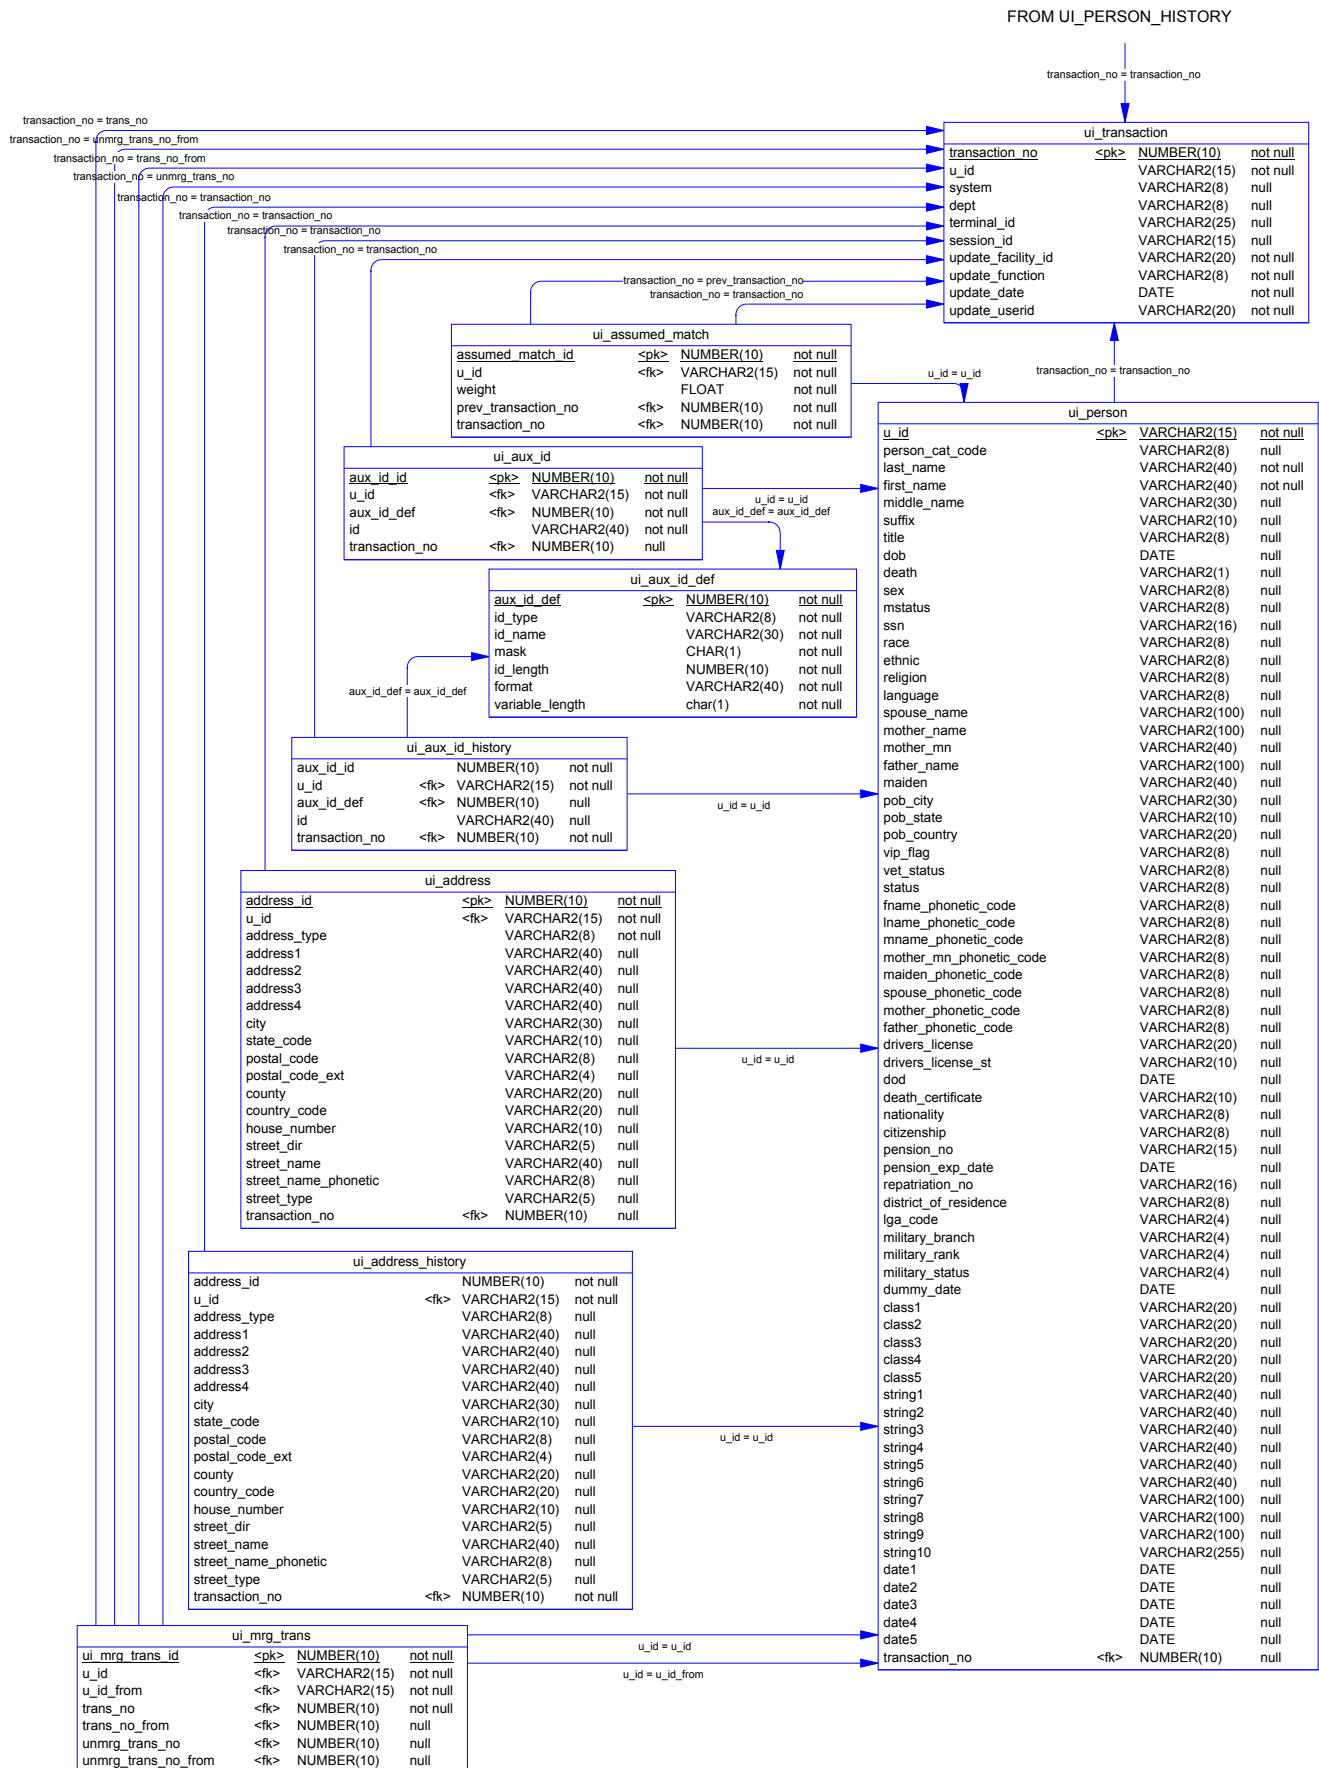 FROM UI_PERSON_HISTORY
transaction_no = transaction_no
transaction_no = trans_no
transaction_no = unmrg_trans_no_from
transaction_no = trans_no_from
transaction_no = unmrg_trans_no
transaction_no = transaction_no
transaction_no = transaction_no
transaction_no = transaction_no
transaction_no = transaction_no
ui_transaction
transaction_no <pk> NUMBER(10) not null
u_id VARCHAR2(15) not null
system VARCHAR2(8) null
dept VARCHAR2(8) null
terminal_id VARCHAR2(25) null
session_id VARCHAR2(15) null
update_facility_id VARCHAR2(20) not null
update_function VARCHAR2(8) not null
update_date DATE not null
update_userid VARCHAR2(20) not null
transaction_no = prev_transaction_no
transaction_no = transaction_no
ui_assumed_match
assumed_match_id <pk> NUMBER(10) not null
u_id <fk> VARCHAR2(15) not null
weight FLOAT not null
prev_transaction_no <fk> NUMBER(10) not null
transaction_no <fk> NUMBER(10) not null
u_id = u_id
transaction_no = transaction_no
ui_aux_id
aux_id_id <pk> NUMBER(10) not null
u_id <fk> VARCHAR2(15) not null
aux_id_def <fk> NUMBER(10) not null
id VARCHAR2(40) not null
transaction_no <fk> NUMBER(10) null
u_id = u_id
aux_id_def = aux_id_def
ui_aux_id_def
aux_id_def <pk> NUMBER(10) not null
id_type VARCHAR2(8) not null
id_name VARCHAR2(30) not null
mask CHAR(1) not null
id_length NUMBER(10) not null
format VARCHAR2(40) not null
variable_length char(1) not null
aux_id_def = aux_id_def
ui_aux_id_history
aux_id_id NUMBER(10) not null
u_id <fk> VARCHAR2(15) not null
aux_id_def <fk> NUMBER(10) null
id VARCHAR2(40) null
transaction_no <fk> NUMBER(10) not null
u_id = u_id
ui_address
address_id <pk> NUMBER(10) not null
u_id <fk> VARCHAR2(15) not null
address_type VARCHAR2(8) not null
address1 VARCHAR2(40) null
address2 VARCHAR2(40) null
address3 VARCHAR2(40) null
address4 VARCHAR2(40) null
city VARCHAR2(30) null
state_code VARCHAR2(10) null
postal_code VARCHAR2(8) null
postal_code_ext VARCHAR2(4) null
county VARCHAR2(20) null
country_code VARCHAR2(20) null
house_number VARCHAR2(10) null
street_dir VARCHAR2(5) null
street_name VARCHAR2(40) null
street_name_phonetic VARCHAR2(8) null
street_type VARCHAR2(5) null
transaction_no <fk> NUMBER(10) null
u_id = u_id
ui_address_history
address_id NUMBER(10) not null
u_id <fk> VARCHAR2(15) not null
address_type VARCHAR2(8) null
address1 VARCHAR2(40) null
address2 VARCHAR2(40) null
address3 VARCHAR2(40) null
address4 VARCHAR2(40) null
city VARCHAR2(30) null
state_code VARCHAR2(10) null
postal_code VARCHAR2(8) null
postal_code_ext VARCHAR2(4) null
county VARCHAR2(20) null
country_code VARCHAR2(20) null
house_number VARCHAR2(10) null
street_dir VARCHAR2(5) null
street_name VARCHAR2(40) null
street_name_phonetic VARCHAR2(8) null
street_type VARCHAR2(5) null
transaction_no <fk> NUMBER(10) not null
u_id = u_id
ui_mrg_trans
ui_mrg_trans_id <pk> NUMBER(10) not null
u_id <fk> VARCHAR2(15) not null
u_id_from <fk> VARCHAR2(15) not null
trans_no <fk> NUMBER(10) not null
trans_no_from <fk> NUMBER(10) null
unmrg_trans_no <fk> NUMBER(10) null
unmrg_trans_no_from <fk> NUMBER(10) null
u_id = u_id
u_id = u_id_from
ui_person
u_id <pk> VARCHAR2(15) not null
person_cat_code VARCHAR2(8) null
last_name VARCHAR2(40) not null
first_name VARCHAR2(40) not null
middle_name VARCHAR2(30) null
suffix VARCHAR2(10) null
title VARCHAR2(8) null
dob DATE null
death VARCHAR2(1) null
sex VARCHAR2(8) null
mstatus VARCHAR2(8) null
ssn VARCHAR2(16) null
race VARCHAR2(8) null
ethnic VARCHAR2(8) null
religion VARCHAR2(8) null
language VARCHAR2(8) null
spouse_name VARCHAR2(100) null
mother_name VARCHAR2(100) null
mother_mn VARCHAR2(40) null
father_name VARCHAR2(100) null
maiden VARCHAR2(40) null
pob_city VARCHAR2(30) null
pob_state VARCHAR2(10) null
pob_country VARCHAR2(20) null
vip_flag VARCHAR2(8) null
vet_status VARCHAR2(8) null
status VARCHAR2(8) null
fname_phonetic_code VARCHAR2(8) null
lname_phonetic_code VARCHAR2(8) null
mname_phonetic_code VARCHAR2(8) null
mother_mn_phonetic_code VARCHAR2(8) null
maiden_phonetic_code VARCHAR2(8) null
spouse_phonetic_code VARCHAR2(8) null
mother_phonetic_code VARCHAR2(8) null
father_phonetic_code VARCHAR2(8) null
drivers_license VARCHAR2(20) null
drivers_license_st VARCHAR2(10) null
dod DATE null
death_certificate VARCHAR2(10) null
nationality VARCHAR2(8) null
citizenship VARCHAR2(8) null
pension_no VARCHAR2(15) null
pension_exp_date DATE null
repatriation_no VARCHAR2(16) null
district_of_residence VARCHAR2(8) null
lga_code VARCHAR2(4) null
military_branch VARCHAR2(4) null
military_rank VARCHAR2(4) null
military_status VARCHAR2(4) null
dummy_date DATE null
class1 VARCHAR2(20) null
class2 VARCHAR2(20) null
class3 VARCHAR2(20) null
class4 VARCHAR2(20) null
class5 VARCHAR2(20) null
string1 VARCHAR2(40) null
string2 VARCHAR2(40) null
string3 VARCHAR2(40) null
string4 VARCHAR2(40) null
string5 VARCHAR2(40) null
string6 VARCHAR2(40) null
string7 VARCHAR2(100) null
string8 VARCHAR2(100) null
string9 VARCHAR2(100) null
string10 VARCHAR2(255) null
date1 DATE null
date2 DATE null
date3 DATE null
date4 DATE null
date5 DATE null
transaction_no <fk> NUMBER(10) null